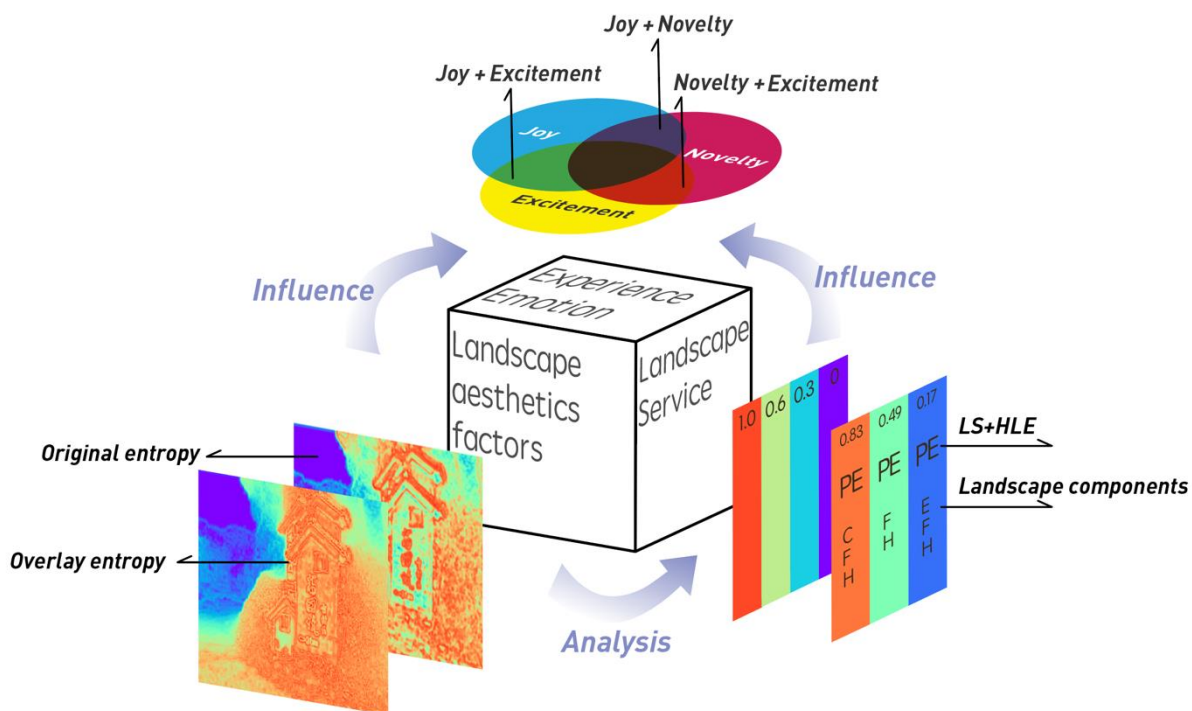 Joy + Novelty
Joy + Excitement
Novelty + Excitement
Joy
Novelty
Excitement
Influence
Influence
Experience
Emotion
Landscape
aesthetics
factors
Landscape
Service
Original entropy
Overlay entropy
1.0
0.6
0.3
0
0.83
PE
C
F
H
0.49
PE
F
H
0.17
PE
E
F
H
LS+HLE
Landscape components
Analysis